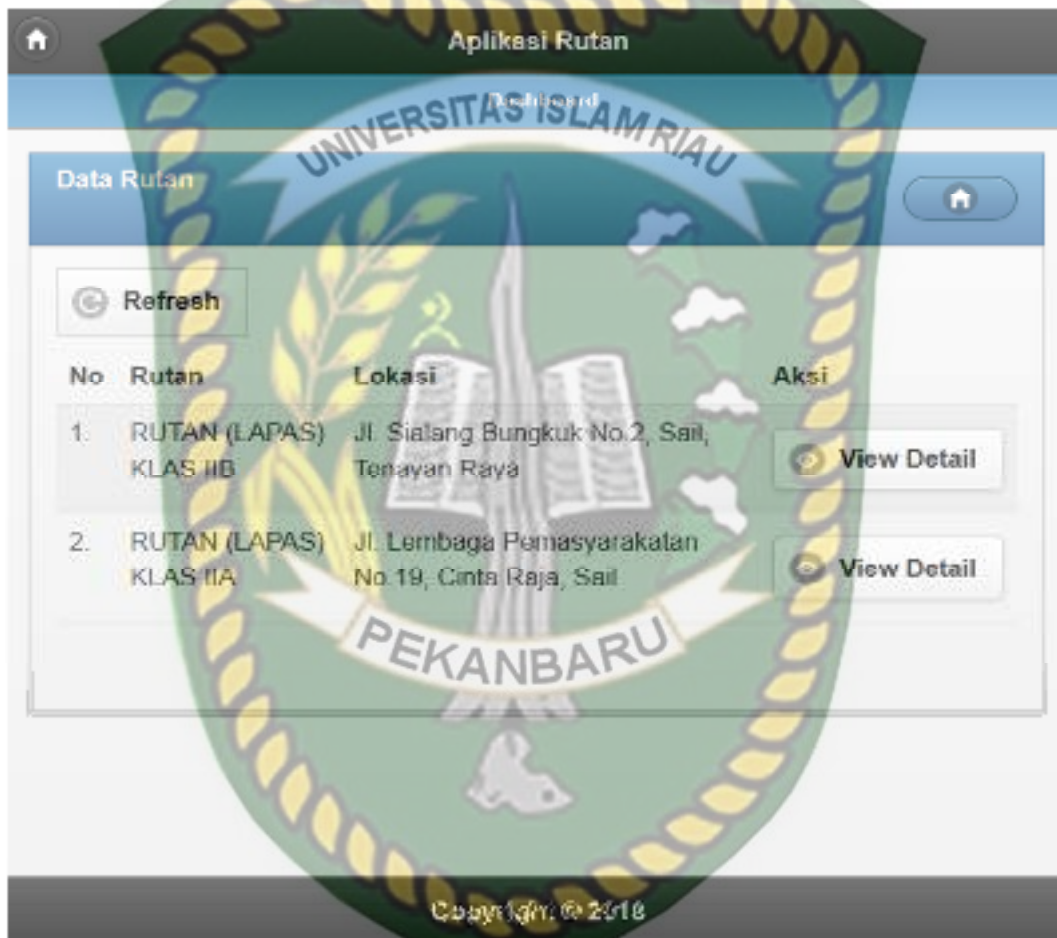 Aplikasi Rutan
Dashboard
UNIVERSITAS ISLAM RIAU
Data Rutan
Refresh
No Rutan Lokasi Aksi
1. RUTAN (LAPAS) Jl. Sialang Bungkuk No.2, Sail,
KLAS IIB Tenayan Raya
View Detail
2. RUTAN (LAPAS) Jl. Lembaga Pemasyarakatan
KLAS IIA No.19, Cinta Raja, Sail
View Detail
PEKANBARU
Copyright © 2018